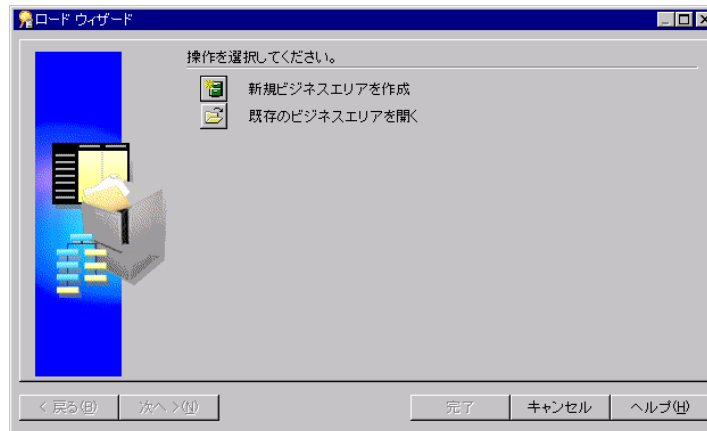 ロード ウィザード
操作を選択してください。
新規ビジネスエリアを作成
既存のビジネスエリアを開く
< 戻る(B)
次へ >(N)
完了
キャンセル
ヘルプ(H)